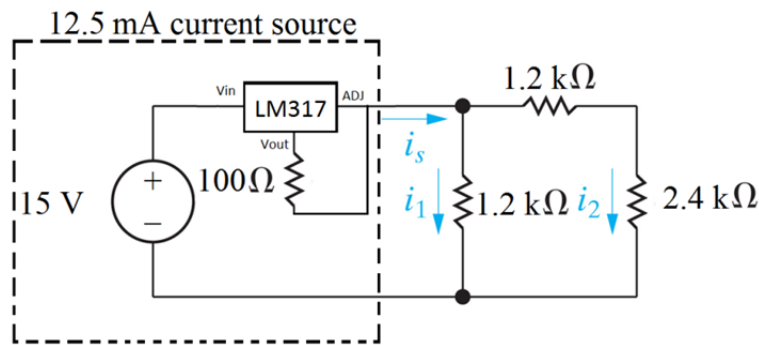 12.5 mA current source
1.2 kΩ
Vin
LM317
ADJ
Vout
i_s
+
100Ω
15 V
i_1
1.2 kΩ
i_2
2.4 kΩ
−